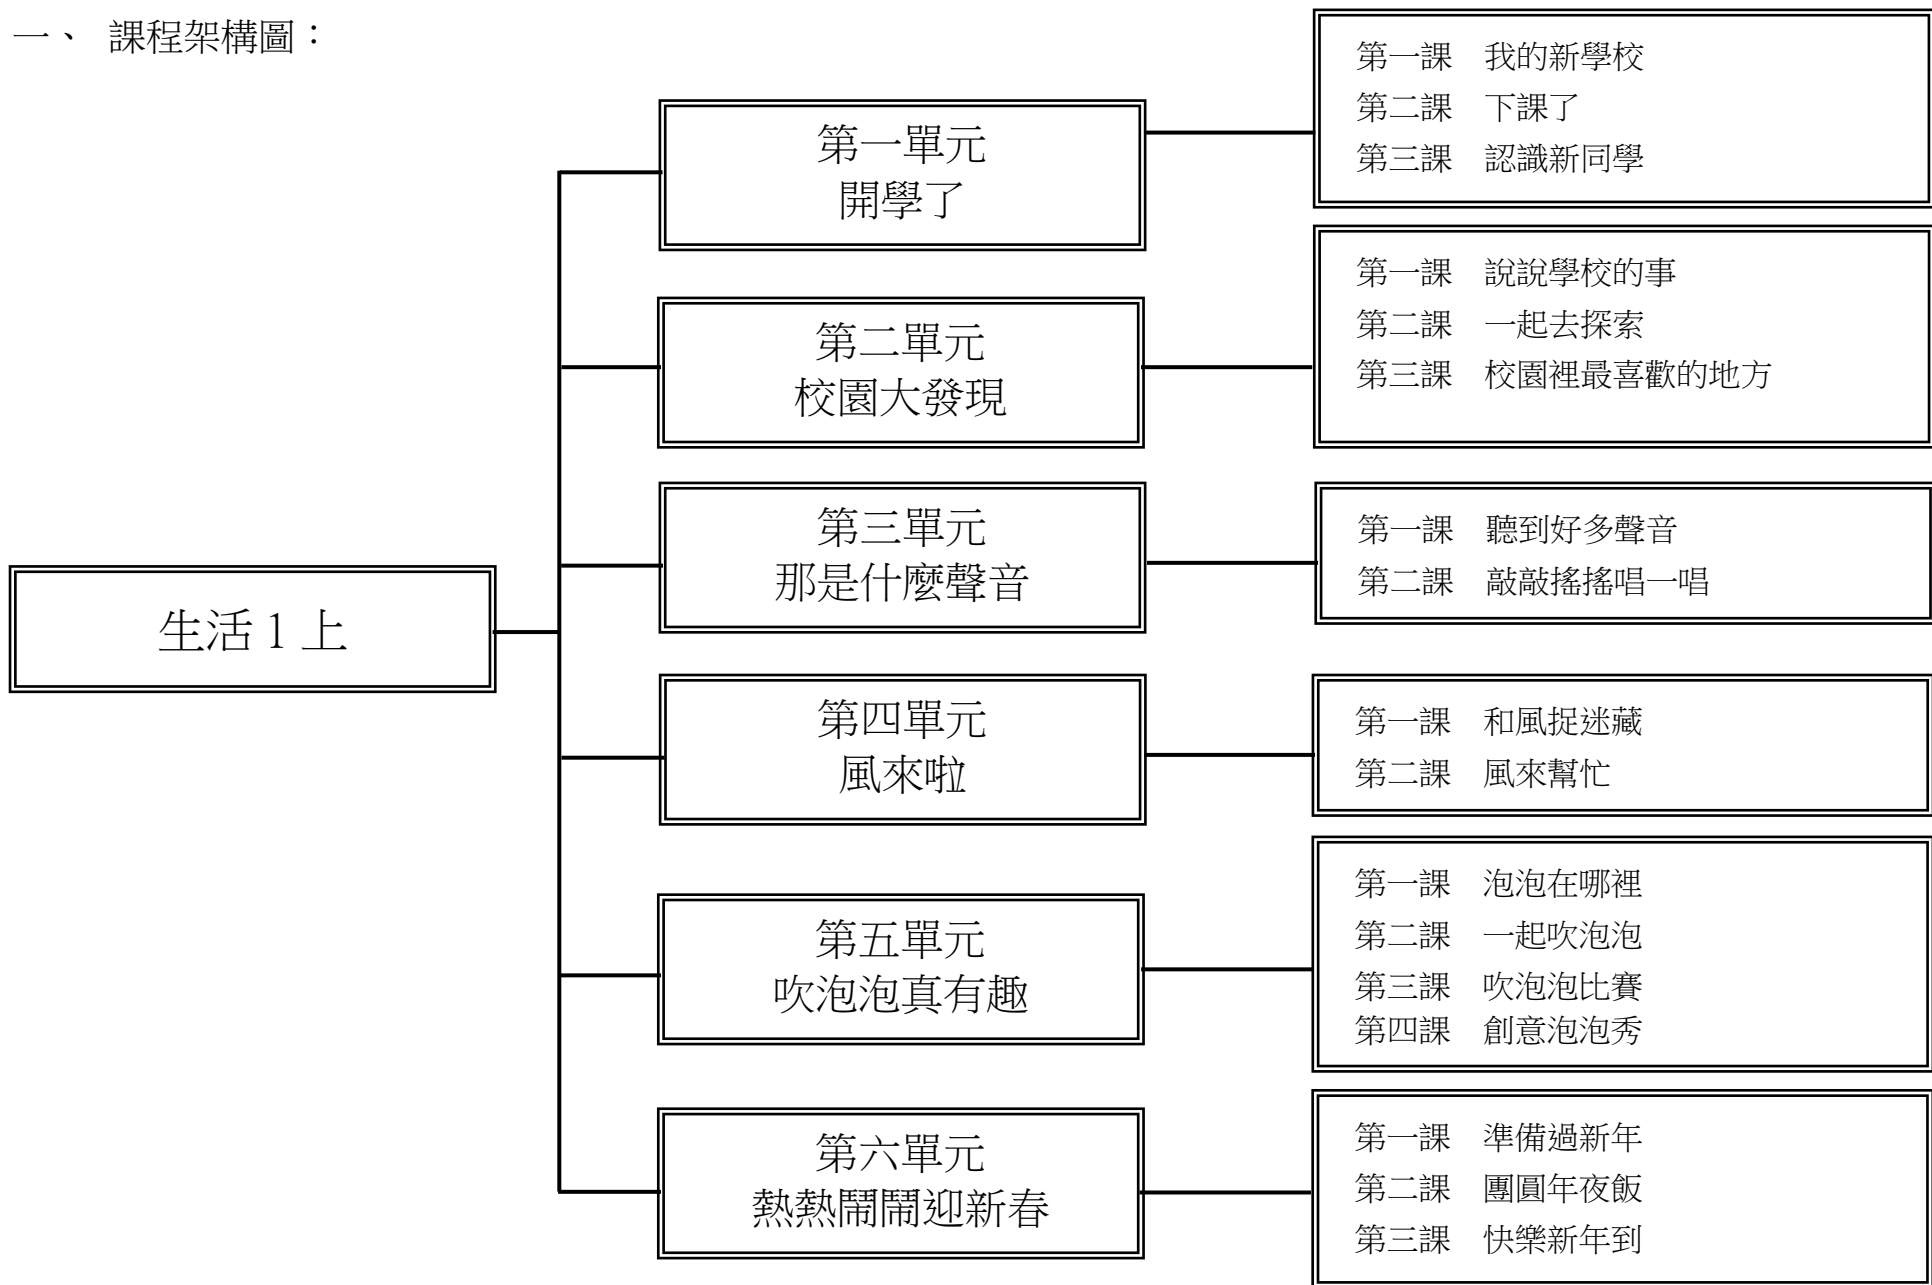 一、 課程架構圖：
生活 1 上
第一單元
開學了
第一課 我的新學校
第二課 下課了
第三課 認識新同學
第二單元
校園大發現
第一課 說說學校的事
第二課 一起去探索
第三課 校園裡最喜歡的地方
第三單元
那是什麼聲音
第一課 聽到好多聲音
第二課 敲敲搖搖唱一唱
第四單元
風來啦
第一課 和風捉迷藏
第二課 風來幫忙
第五單元
吹泡泡真有趣
第一課 泡泡在哪裡
第二課 一起吹泡泡
第三課 吹泡泡比賽
第四課 創意泡泡秀
第六單元
熱熱鬧鬧迎新春
第一課 準備過新年
第二課 團圓年夜飯
第三課 快樂新年到